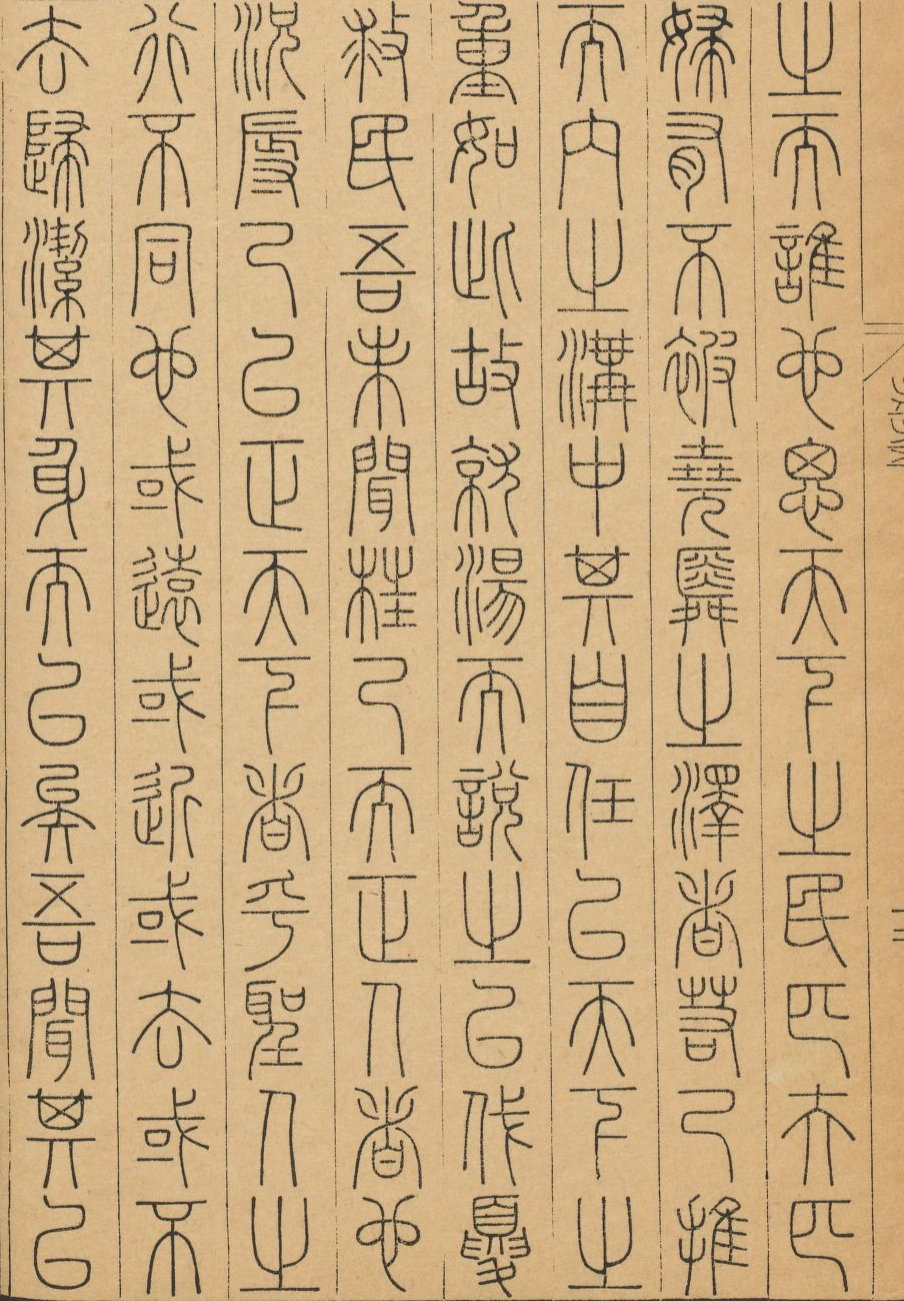 之而誰也思天下之民匹夫匹
婦有不被堯舜之澤者若己推
而內之溝中其自任以天下之
重如此故就湯而說之以伐夏
救民吾未聞枉己而正人者也
況辱己以正天下者乎聖人之
行不同也或遠或近或去或不
去歸潔其身而已矣吾聞其以